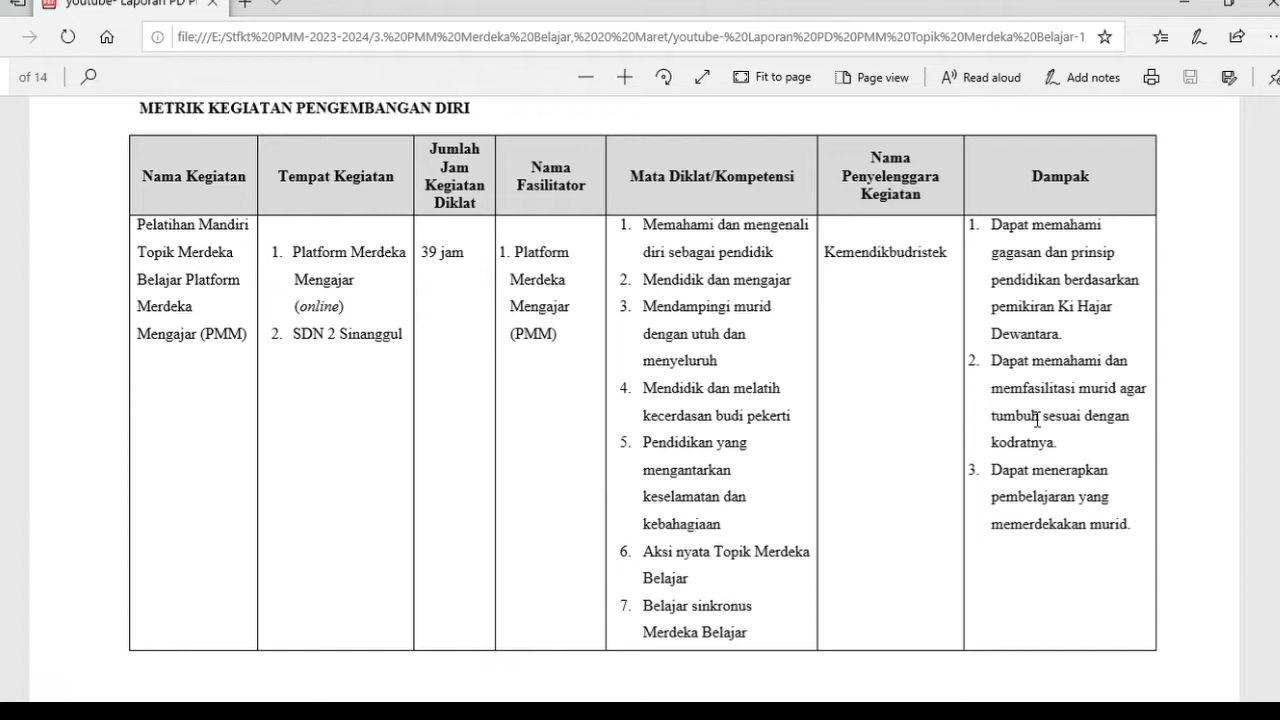 youtube- Laporan PD P
file:///E:/Stfkt%20PMM-2023-2024/3.%20PMM%20Merdeka%20Belajar,%2020%20Maret/youtube-%20Laporan%20PD%20PMM%20Topik%20Merdeka%20Belajar-1
of 14
Fit to page
Page view
Read aloud
Add notes
METRIK KEGIATAN PENGEMBANGAN DIRI
Nama Kegiatan
Tempat Kegiatan
Jumlah
Jam
Kegiatan
Diklat
Nama
Fasilitator
Mata Diklat/Kompetensi
Nama
Penyelenggara
Kegiatan
Dampak
Pelatihan Mandiri
Topik Merdeka
Belajar Platform
Merdeka
Mengajar (PMM)
1. Platform Merdeka
Mengajar
(online)
2. SDN 2 Sinanggul
39 jam
1. Platform
Merdeka
Mengajar
(PMM)
1. Memahami dan mengenali
diri sebagai pendidik
2. Mendidik dan mengajar
3. Mendampingi murid
dengan utuh dan
menyeluruh
4. Mendidik dan melatih
kecerdasan budi pekerti
5. Pendidikan yang
mengantarkan
keselamatan dan
kebahagiaan
6. Aksi nyata Topik Merdeka
Belajar
7. Belajar sinkronus
Merdeka Belajar
Kemendikbudristek
1. Dapat memahami
gagasan dan prinsip
pendidikan berdasarkan
pemikiran Ki Hajar
Dewantara.
2. Dapat memahami dan
memfasilitasi murid agar
tumbuh sesuai dengan
kodratnya.
3. Dapat menerapkan
pembelajaran yang
memerdekakan murid.